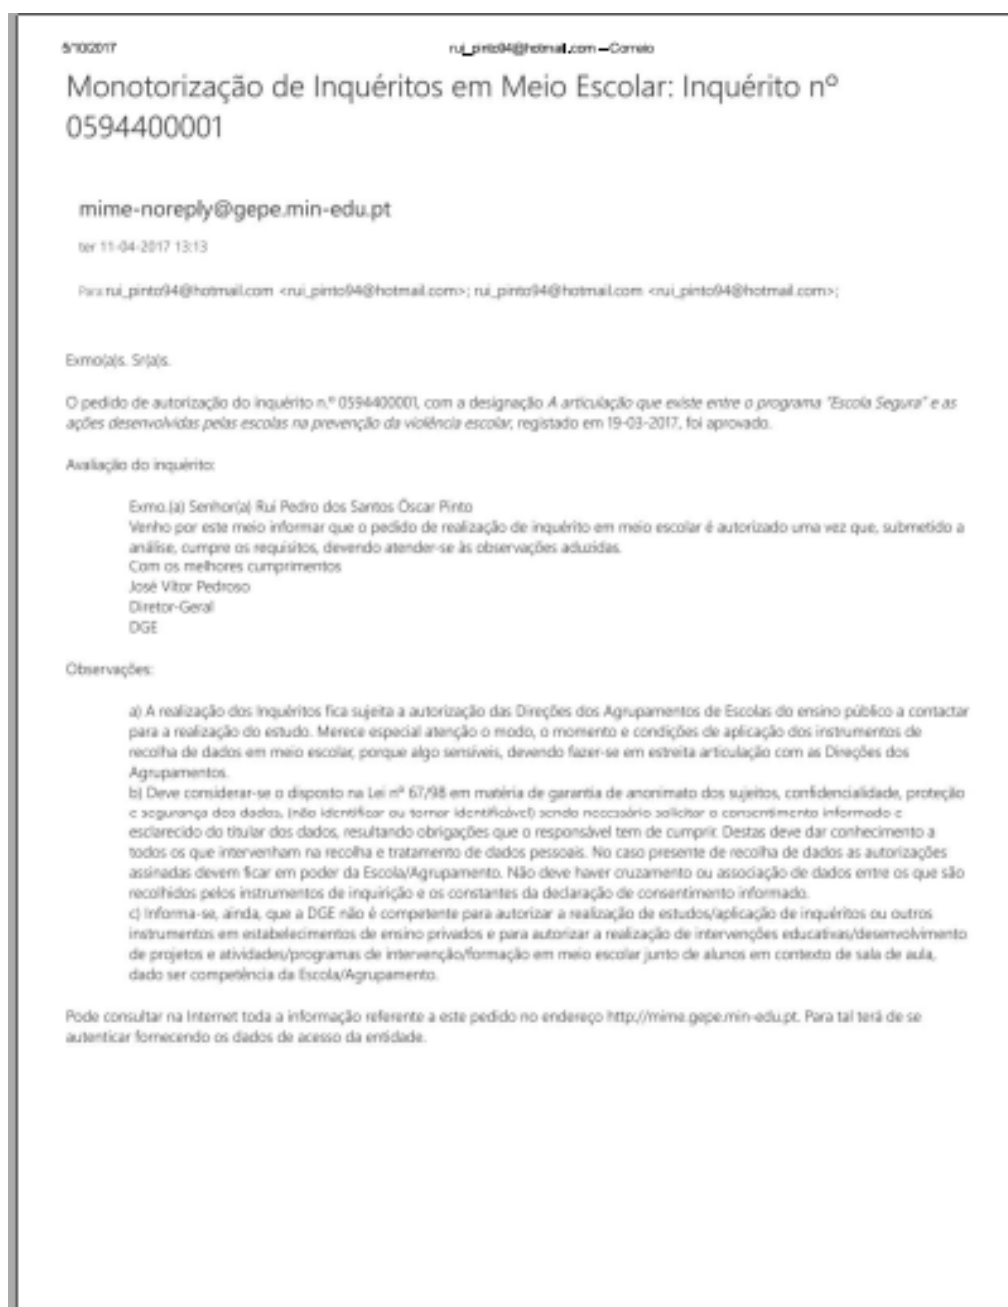 5/10/2017 rui_pinto94@hotmail.com – Correio
Monotorização de Inquéritos em Meio Escolar: Inquérito nº
0594400001
mime-noreply@gepe.min-edu.pt
ter 11-04-2017 13:13
Para: rui_pinto94@hotmail.com <rui_pinto94@hotmail.com>; rui_pinto94@hotmail.com <rui_pinto94@hotmail.com>;
Exmo(a)s. Sr(a)s.
O pedido de autorização do inquérito n.º 0594400001, com a designação A articulação que existe entre o programa "Escola Segura" e as
ações desenvolvidas pelas escolas na prevenção da violência escolar, registado em 19-03-2017, foi aprovado.
Avaliação do inquérito:
Exmo.(a) Senhor(a) Rui Pedro dos Santos Óscar Pinto
Venho por este meio informar que o pedido de realização de inquérito em meio escolar é autorizado uma vez que, submetido a
análise, cumpre os requisitos, devendo atender-se às observações aduzidas.
Com os melhores cumprimentos
José Vitor Pedroso
Diretor-Geral
DGE
Observações:
a) A realização dos Inquéritos fica sujeita a autorização das Direções dos Agrupamentos de Escolas do ensino público a contactar
para a realização do estudo. Merece especial atenção o modo, o momento e condições de aplicação dos instrumentos de
recolha de dados em meio escolar, porque algo sensíveis, devendo fazer-se em estreita articulação com as Direções dos
Agrupamentos.
b) Deve considerar-se o disposto na Lei nº 67/98 em matéria de garantia de anonimato dos sujeitos, confidencialidade, proteção
e segurança dos dados, (não identificar ou tornar identificável) sendo necessário solicitar o consentimento informado e
esclarecido do titular dos dados, resultando obrigações que o responsável tem de cumprir. Destas deve dar conhecimento a
todos os que intervenham na recolha e tratamento de dados pessoais. No caso presente de recolha de dados as autorizações
assinadas devem ficar em poder da Escola/Agrupamento. Não deve haver cruzamento ou associação de dados entre os que são
recolhidos pelos instrumentos de inquirição e os constantes da declaração de consentimento informado.
c) Informa-se, ainda, que a DGE não é competente para autorizar a realização de estudos/aplicação de inquéritos ou outros
instrumentos em estabelecimentos de ensino privados e para autorizar a realização de intervenções educativas/desenvolvimento
de projetos e atividades/programas de intervenção/formação em meio escolar junto de alunos em contexto de sala de aula,
dado ser competência da Escola/Agrupamento.
Pode consultar na Internet toda a informação referente a este pedido no endereço http://mime.gepe.min-edu.pt. Para tal terá de se
autenticar fornecendo os dados de acesso da entidade.